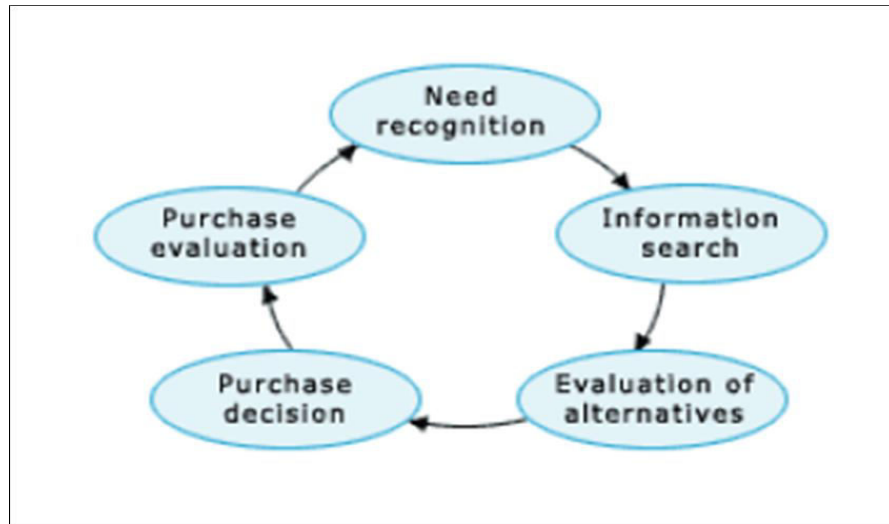 Need
recognition
Information
search
Evaluation of
alternatives
Purchase
decision
Purchase
evaluation